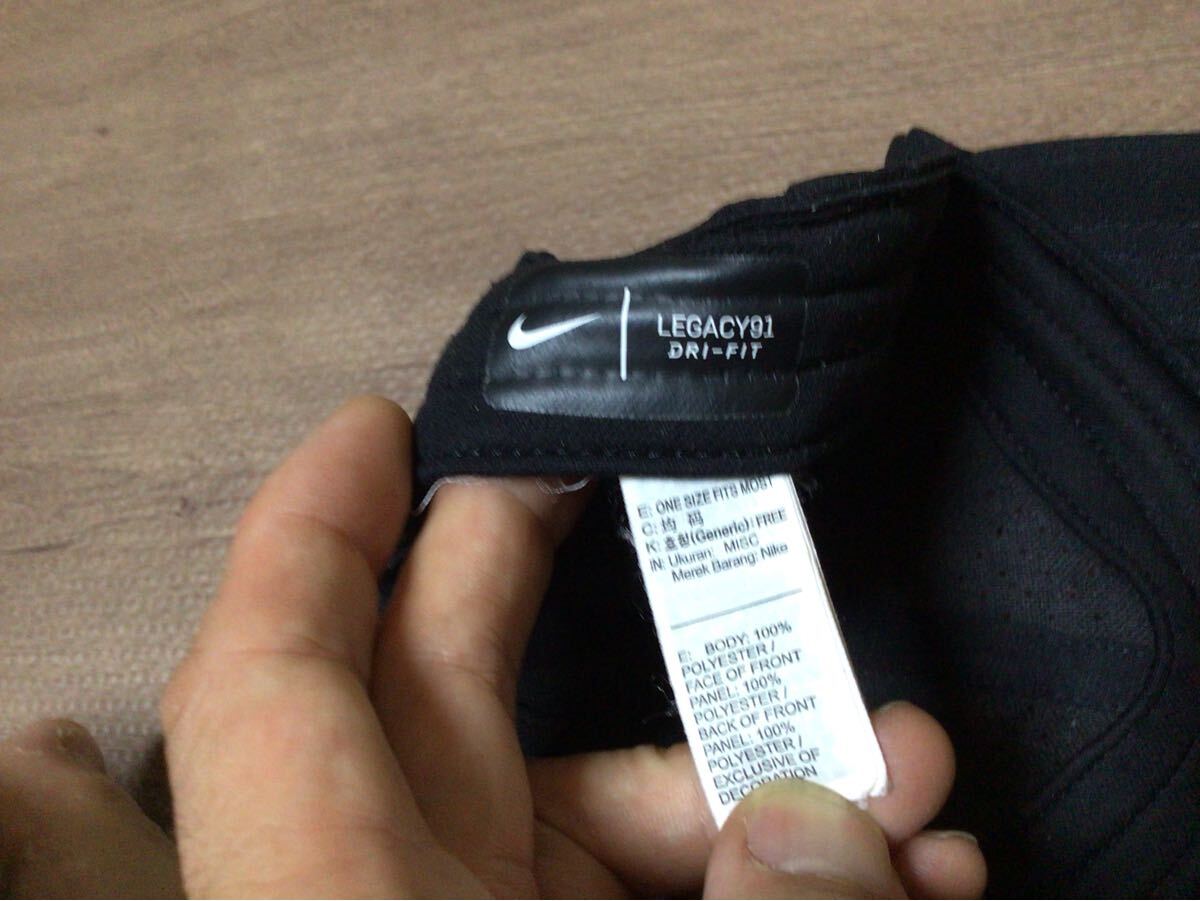 LEGACY91
DRI-FIT
E: ONE SIZE FITS MOST
C: 均 码
K: 호칭(Generic): FREE
IN: Ukuran: MISC
Merek Barang: Nike
E: BODY: 100%
POLYESTER /
FACE OF FRONT
PANEL: 100%
POLYESTER /
BACK OF FRONT
PANEL: 100%
POLYESTER /
EXCLUSIVE OF
DECORATION